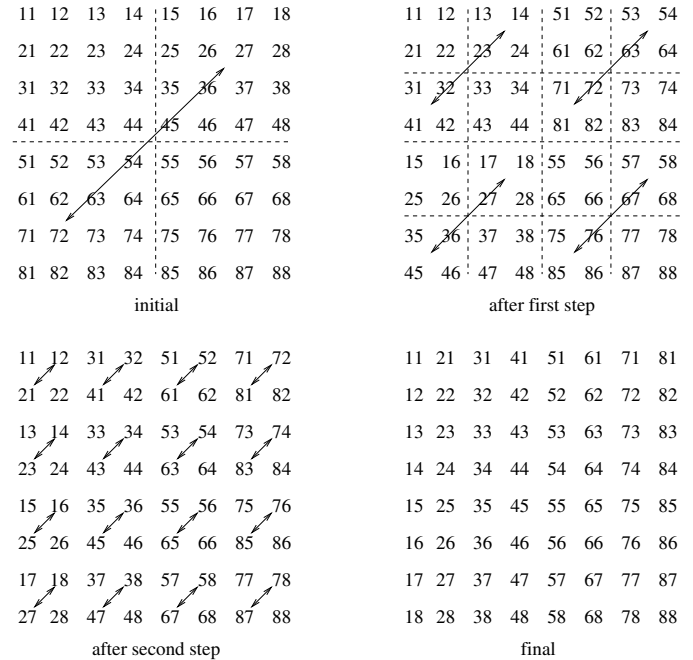 11 12 13 14 15 16 17 18
21 22 23 24 25 26 27 28
31 32 33 34 35 36 37 38
41 42 43 44 45 46 47 48
51 52 53 54 55 56 57 58
61 62 63 64 65 66 67 68
71 72 73 74 75 76 77 78
81 82 83 84 85 86 87 88
initial
11 12 13 14 51 52 53 54
21 22 23 24 61 62 63 64
31 32 33 34 71 72 73 74
41 42 43 44 81 82 83 84
15 16 17 18 55 56 57 58
25 26 27 28 65 66 67 68
35 36 37 38 75 76 77 78
45 46 47 48 85 86 87 88
after first step
11 12 31 32 51 52 71 72
21 22 41 42 61 62 81 82
13 14 33 34 53 54 73 74
23 24 43 44 63 64 83 84
15 16 35 36 55 56 75 76
25 26 45 46 65 66 85 86
17 18 37 38 57 58 77 78
27 28 47 48 67 68 87 88
after second step
11 21 31 41 51 61 71 81
12 22 32 42 52 62 72 82
13 23 33 43 53 63 73 83
14 24 34 44 54 64 74 84
15 25 35 45 55 65 75 85
16 26 36 46 56 66 76 86
17 27 37 47 57 67 77 87
18 28 38 48 58 68 78 88
final